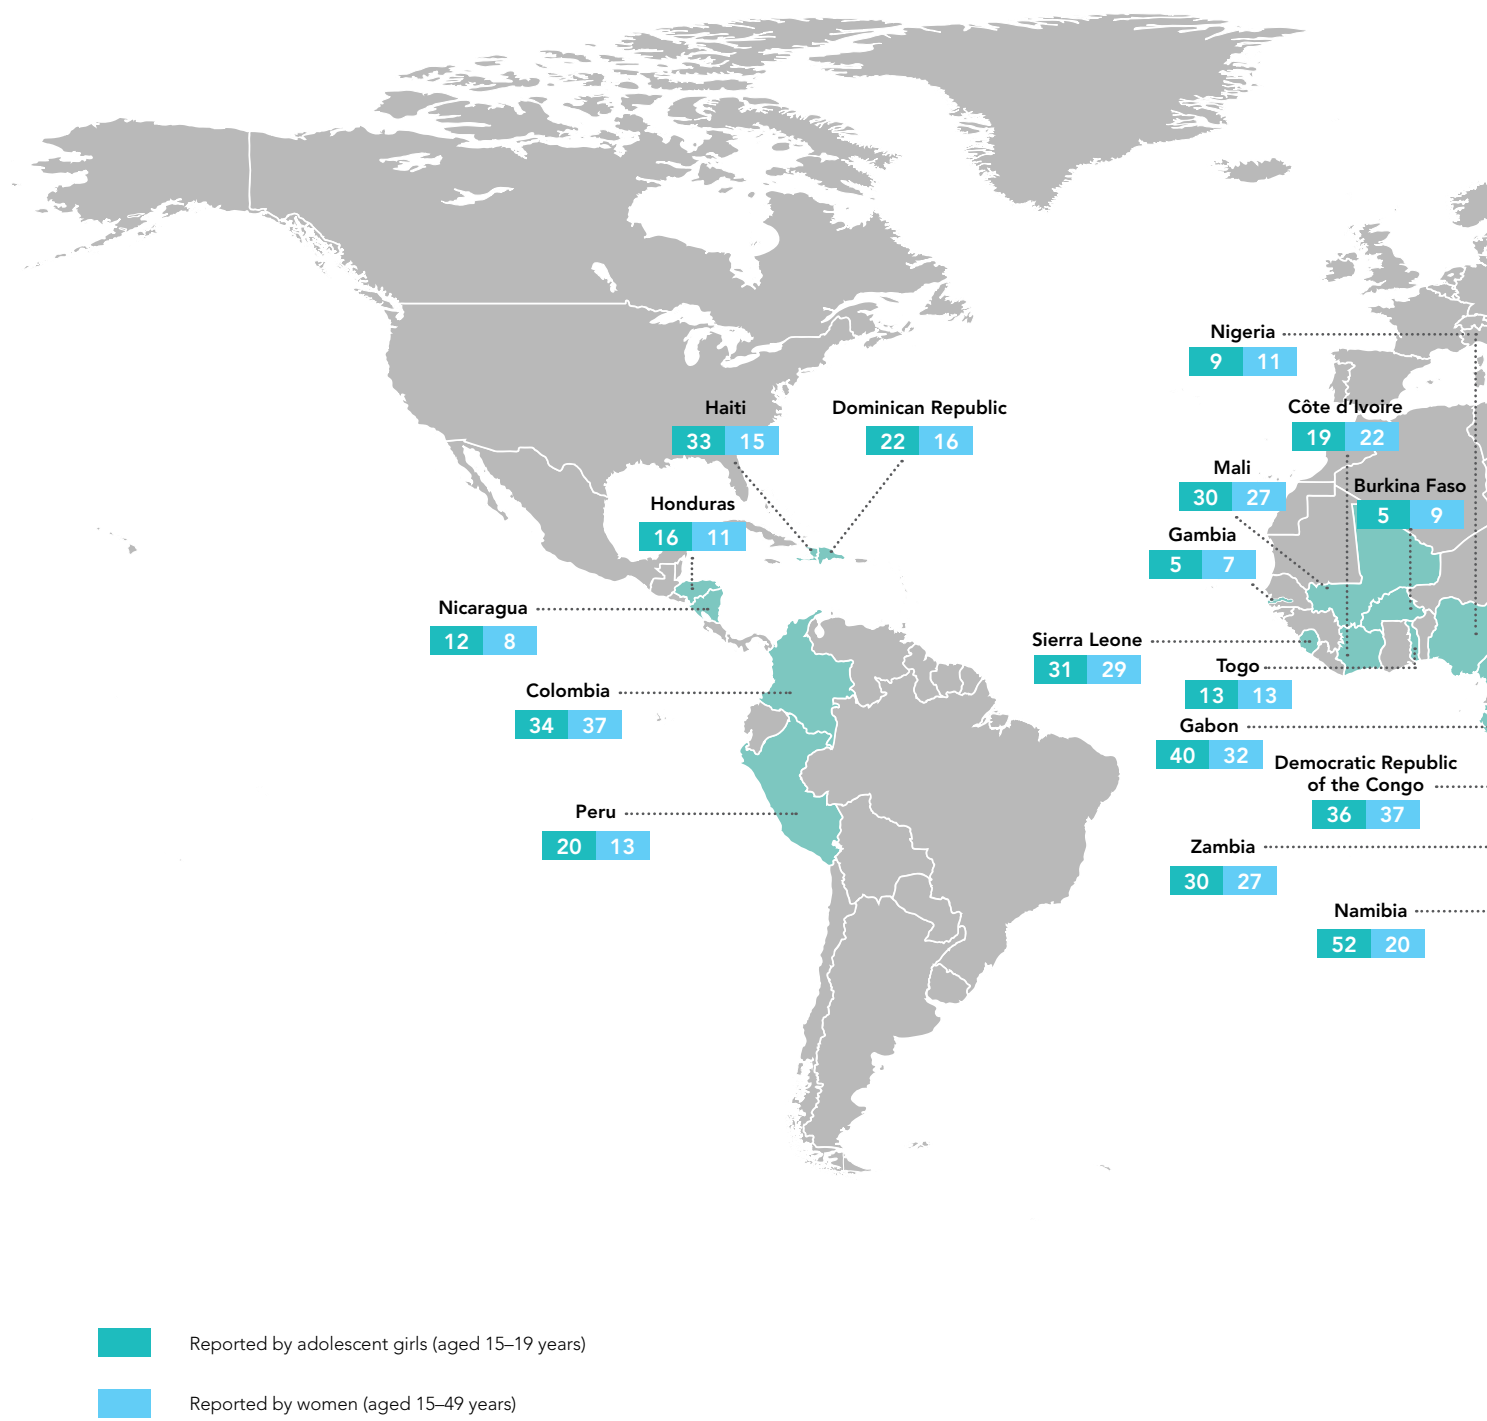 Nigeria
9 11
Haiti
33 15
Dominican Republic
22 16
Côte d’Ivoire
19 22
Mali
30 27
Burkina Faso
5 9
Honduras
16 11
Gambia
5 7
Nicaragua
12 8
Sierra Leone
31 29
Togo
13 13
Colombia
34 37
Gabon
40 32
Democratic Republic
of the Congo
36 37
Peru
20 13
Zambia
30 27
Namibia
52 20
Reported by adolescent girls (aged 15–19 years)
Reported by women (aged 15–49 years)